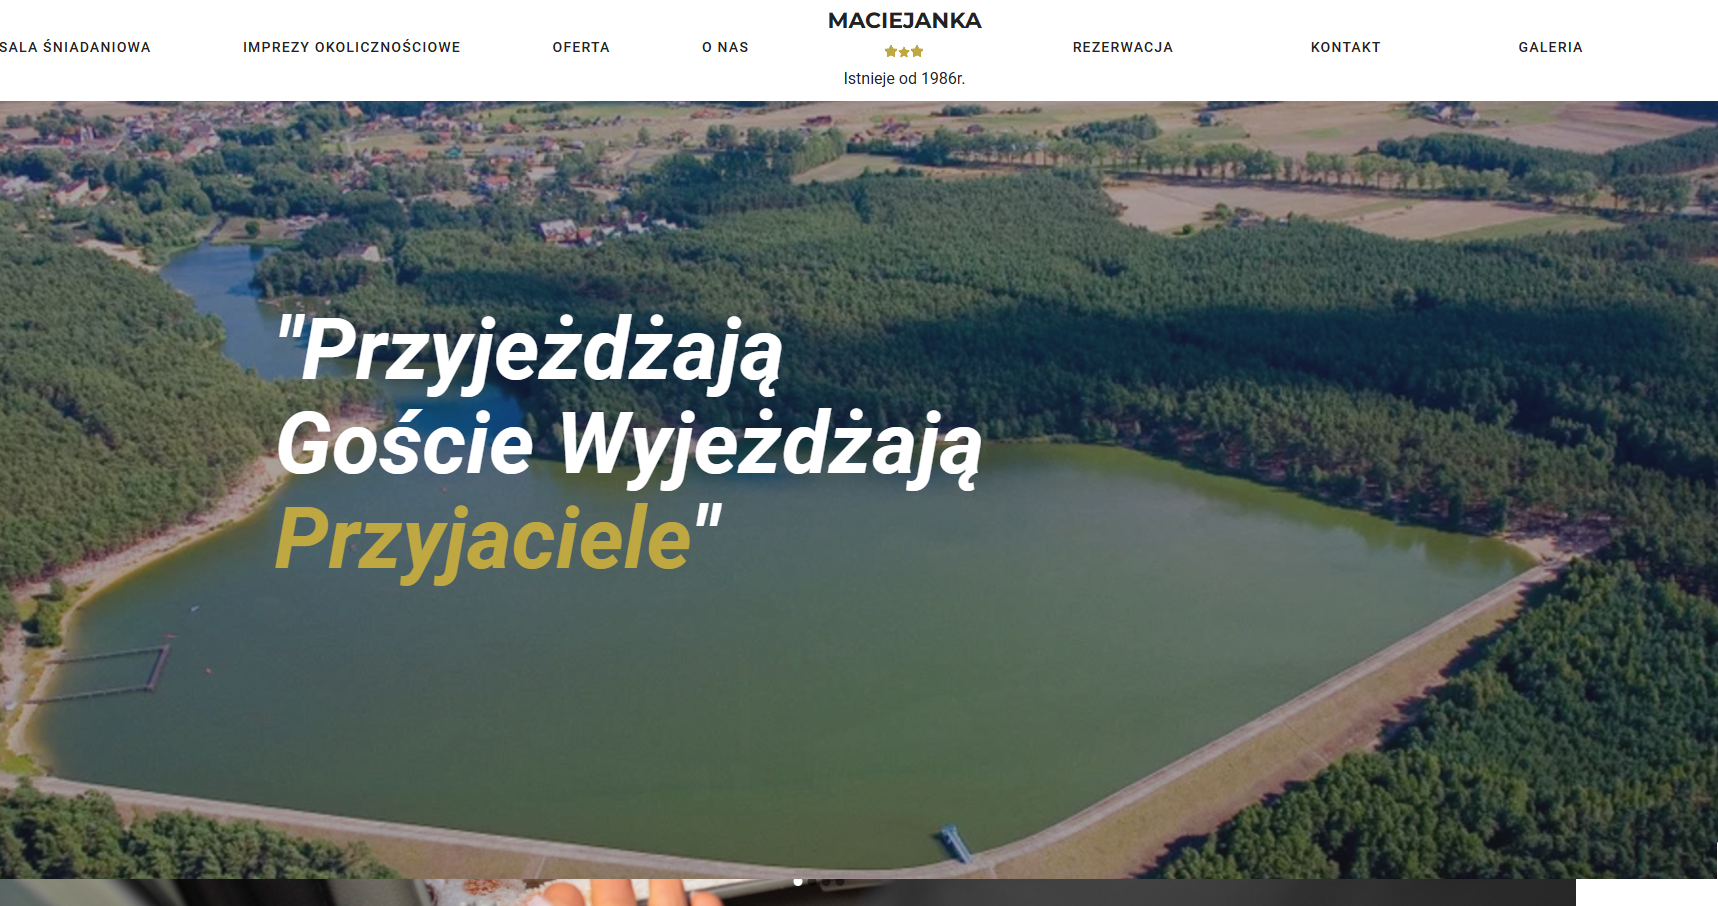 MACIEJANKA
SALA ŚNIADANIOWA IMPREZY OKOLICZNOŚCIOWE OFERTA O NAS REZERWACJA KONTAKT GALERIA
Istnieje od 1986r.
"Przyjeżdżają
Goście Wyjeżdżają
Przyjaciele"